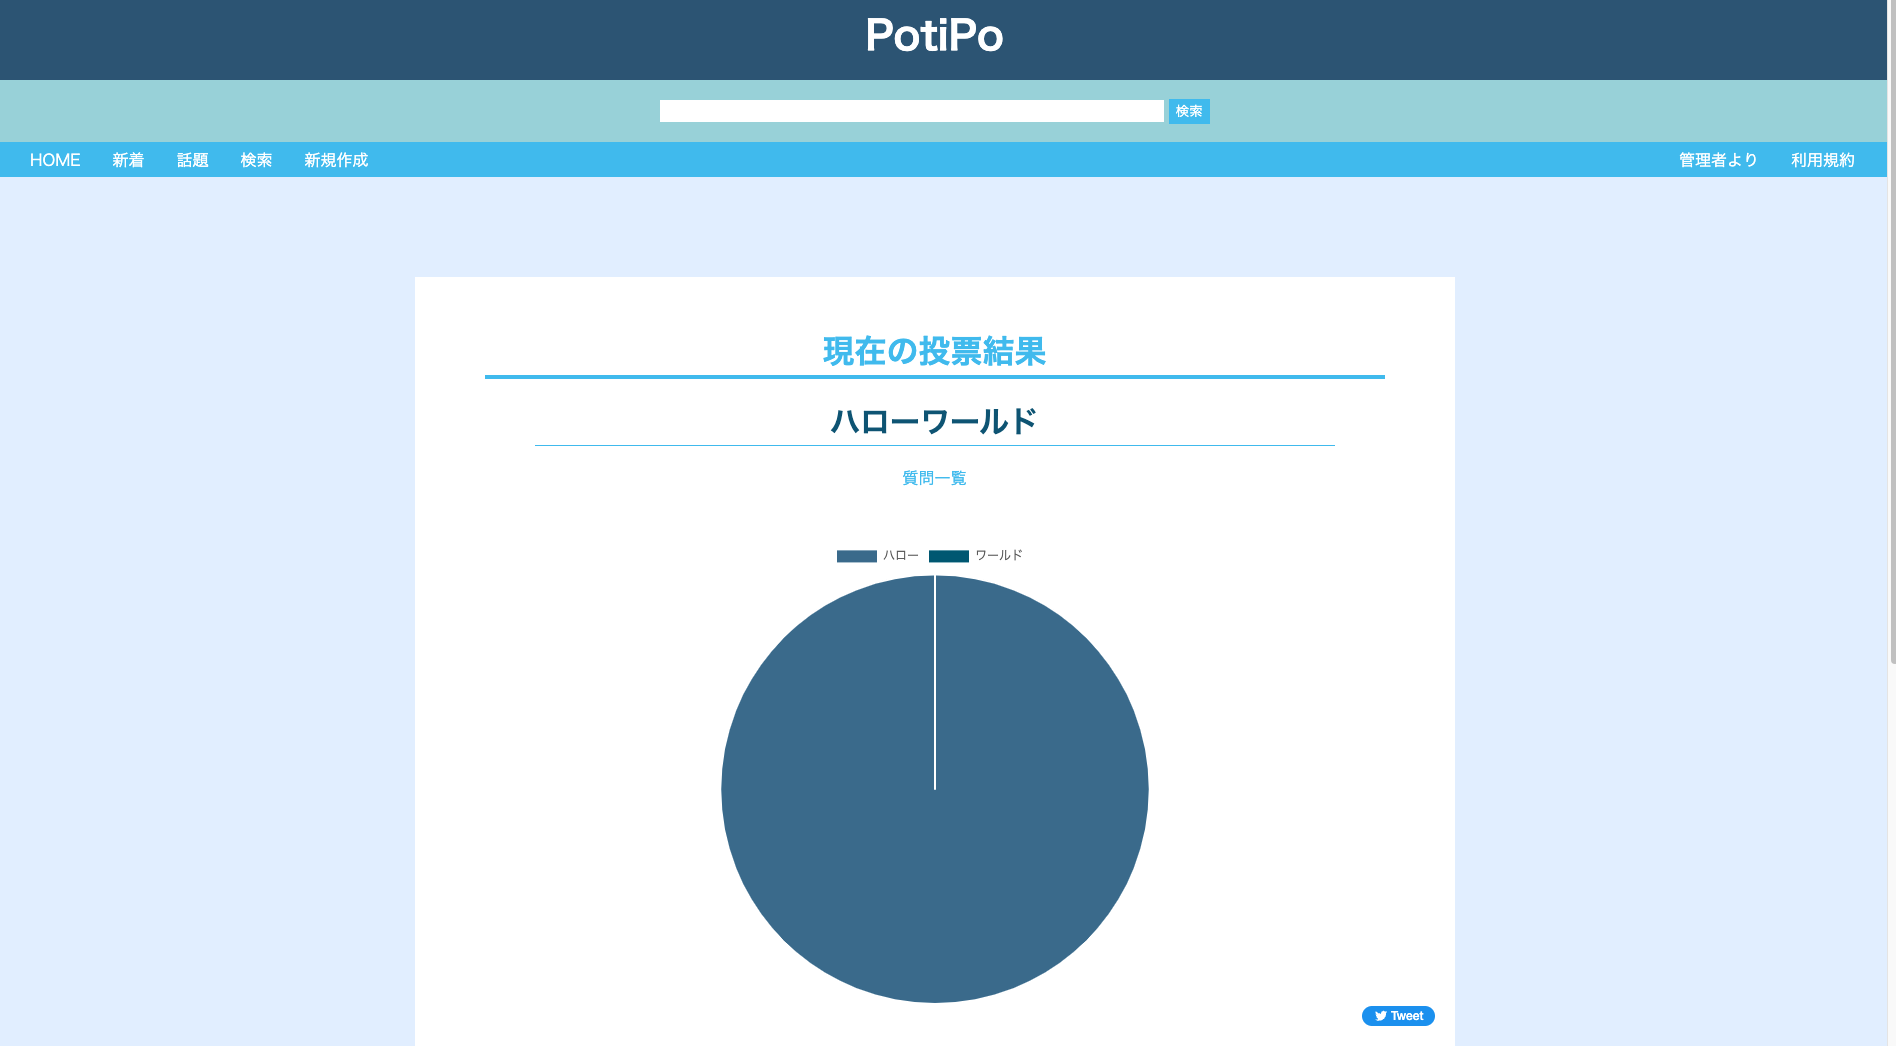 PotiPo
検索
HOME 新着 話題 検索 新規作成 管理者より 利用規約
現在の投票結果
ハローワールド
質問一覧
ハロー ワールド
Tweet